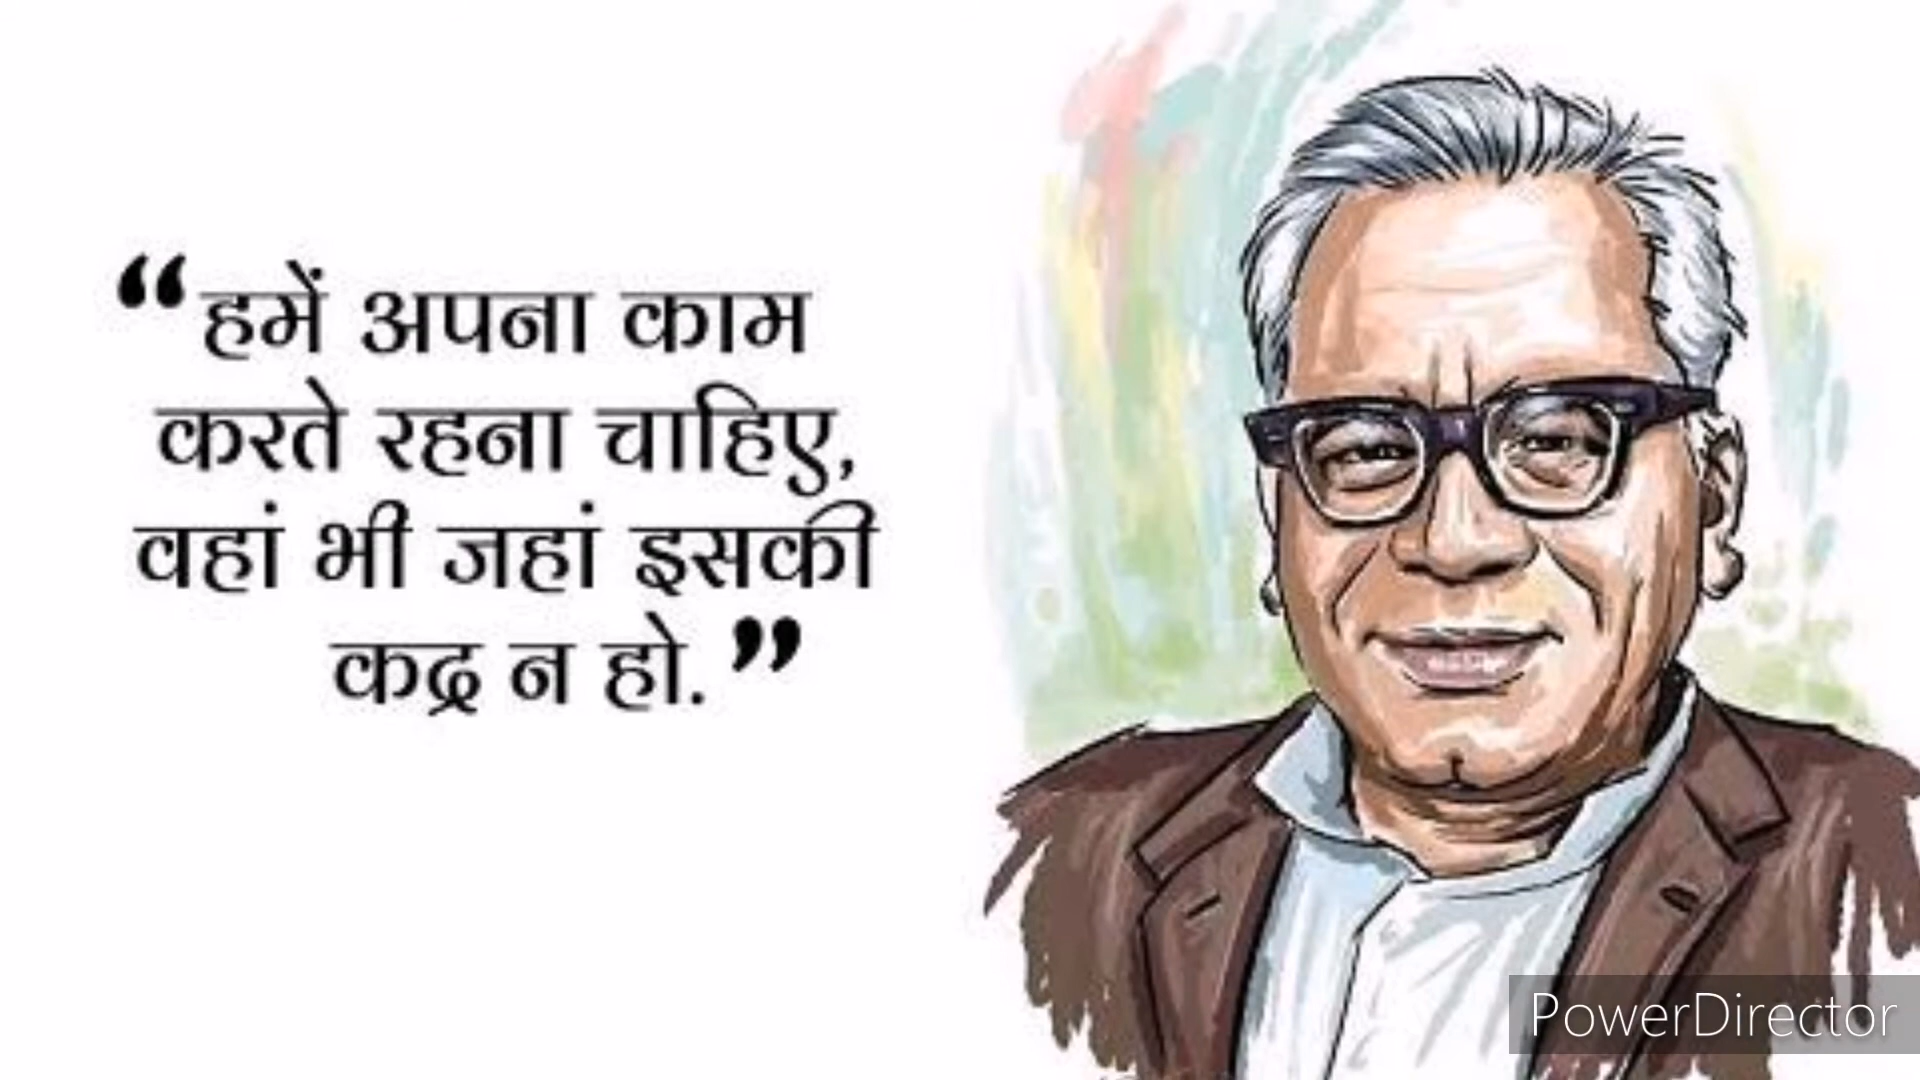 “हमें अपना काम
करते रहना चाहिए,
वहां भी जहां इसकी
कद्र न हो.”
PowerDirector